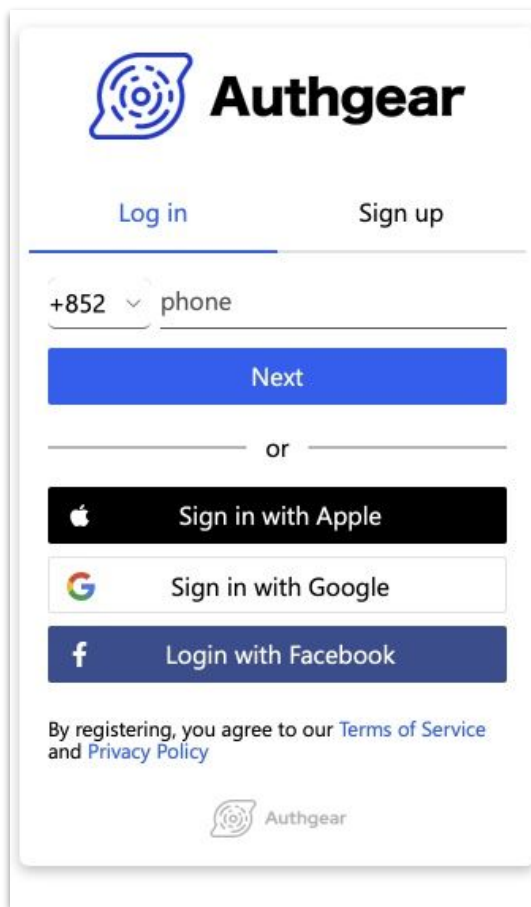 Authgear
Log in Sign up
+852 phone
Next
or
Sign in with Apple
Sign in with Google
Login with Facebook
By registering, you agree to our Terms of Service
and Privacy Policy
Authgear